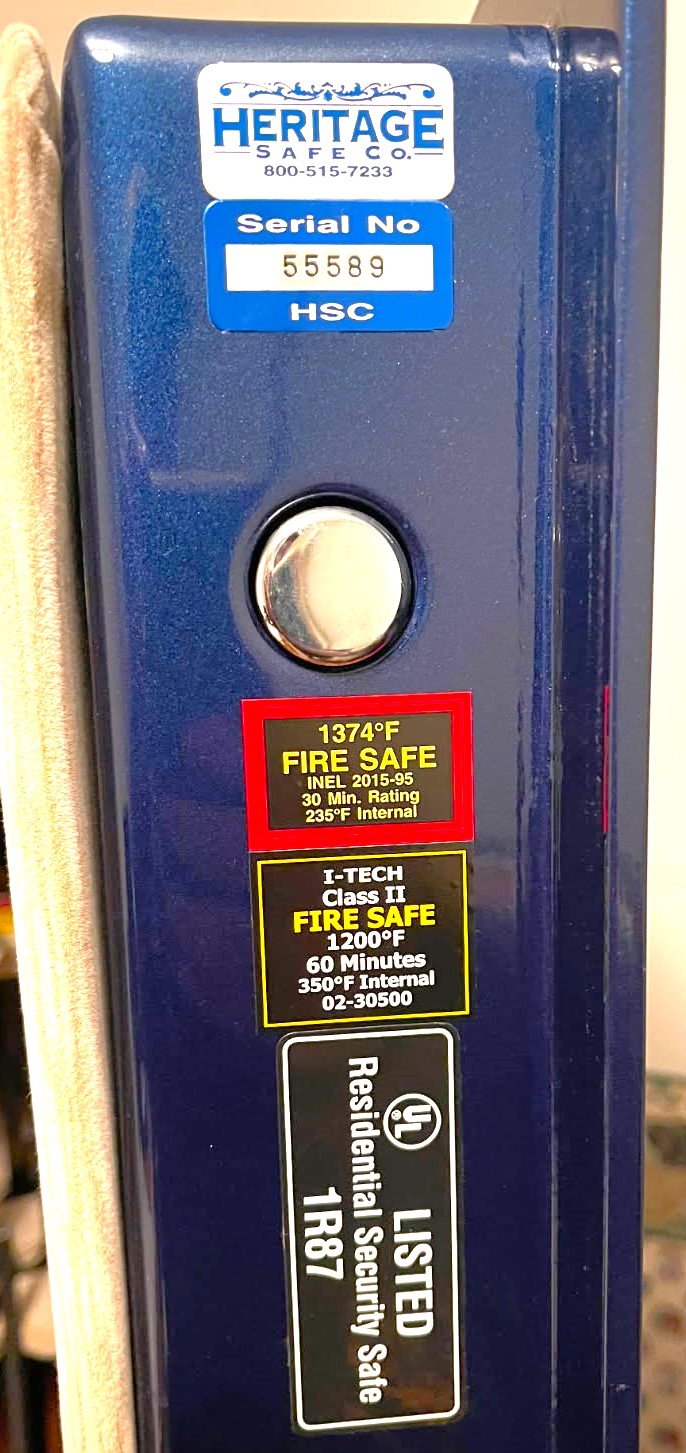 HERITAGE
SAFE CO.
800-515-7233
Serial No
55589
HSC
1374°F
FIRE SAFE
INEL 2015-95
30 Min. Rating
235°F Internal
I-TECH
Class II
FIRE SAFE
1200°F
60 Minutes
350°F Internal
02-30500
UL ® LISTED
Residential Security Safe
1R87